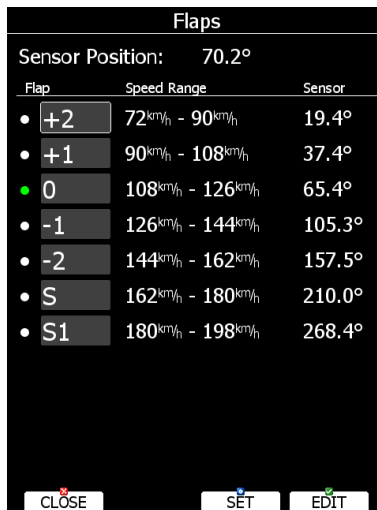 Flaps
Sensor Position: 70.2°
Flap Speed Range Sensor
+2 72km/h - 90km/h 19.4°
+1 90km/h - 108km/h 37.4°
0 108km/h - 126km/h 65.4°
-1 126km/h - 144km/h 105.3°
-2 144km/h - 162km/h 157.5°
S 162km/h - 180km/h 210.0°
S1 180km/h - 198km/h 268.4°
CLOSE SET EDIT